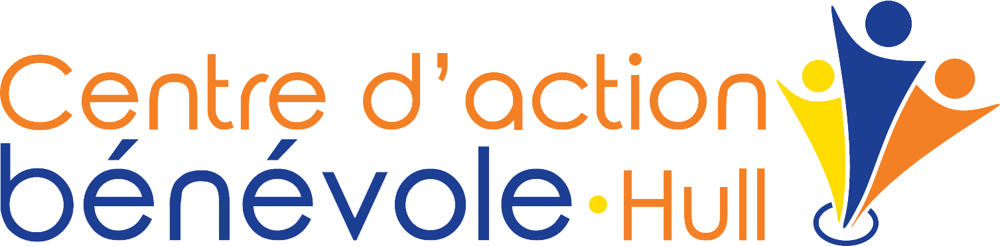 Centre d'action
bénévole • Hull